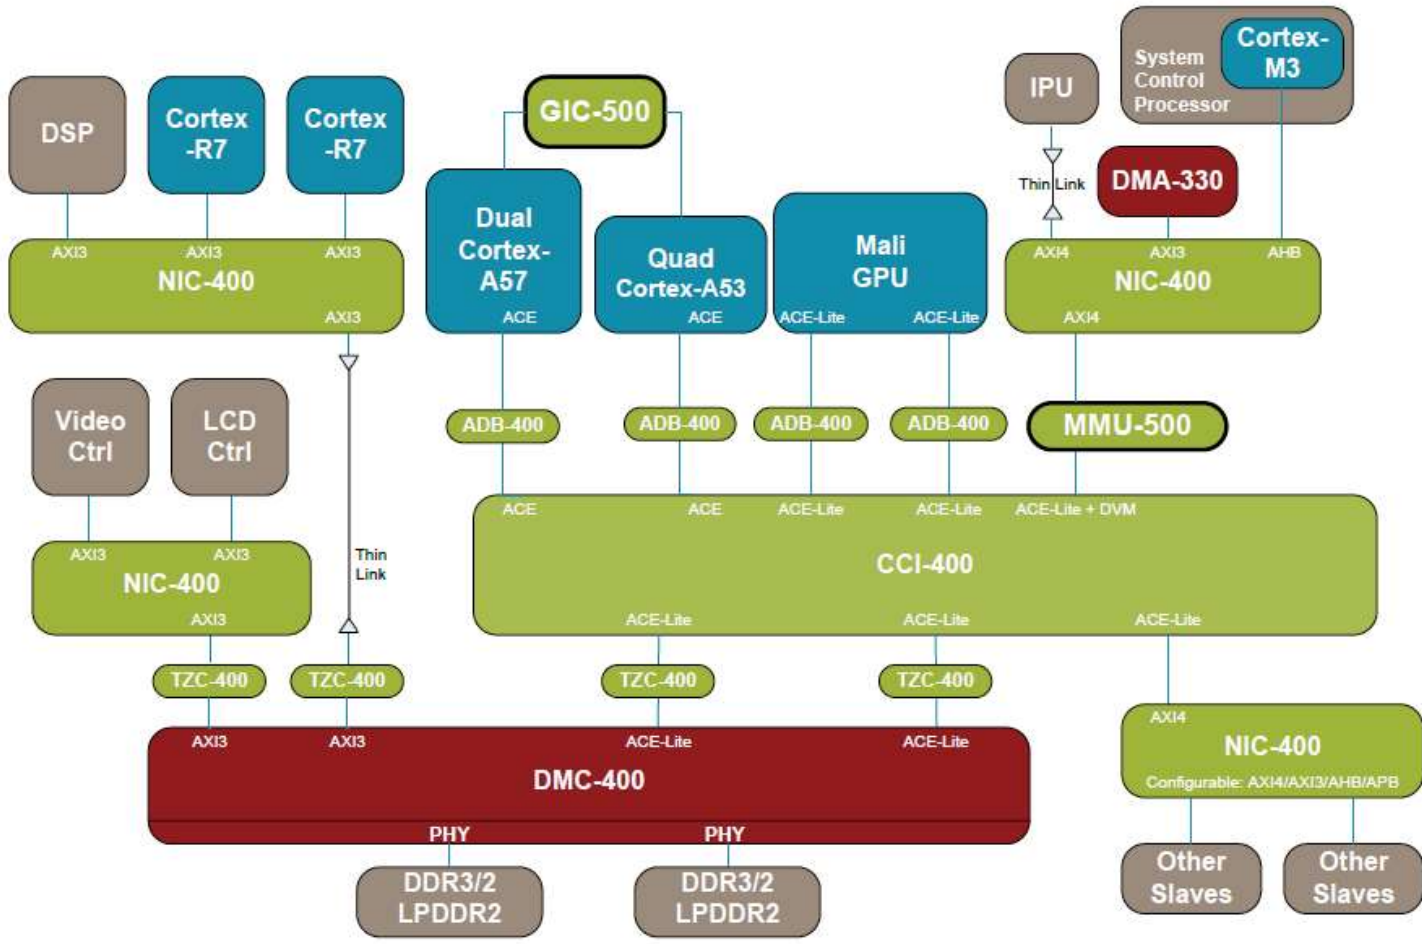 DSP
Cortex
-R7
Cortex
-R7
GIC-500
IPU
System
Control
Processor
Cortex-
M3
Thin Link
DMA-330
AXI3
AXI3
AXI3
NIC-400
AXI3
Dual
Cortex-
A57
ACE
Quad
Cortex-A53
ACE
Mali
GPU
ACE-Lite
ACE-Lite
AXI4
AXI3
AHB
NIC-400
AXI4
Video
Ctrl
LCD
Ctrl
ADB-400
ADB-400
ADB-400
ADB-400
MMU-500
AXI3
AXI3
NIC-400
AXI3
Thin
Link
ACE
ACE
ACE-Lite
ACE-Lite
ACE-Lite + DVM
CCI-400
ACE-Lite
ACE-Lite
ACE-Lite
TZC-400
TZC-400
TZC-400
TZC-400
AXI3
AXI3
ACE-Lite
ACE-Lite
DMC-400
PHY
PHY
AXI4
NIC-400
Configurable: AXI4/AXI3/AHB/APB
DDR3/2
LPDDR2
DDR3/2
LPDDR2
Other
Slaves
Other
Slaves